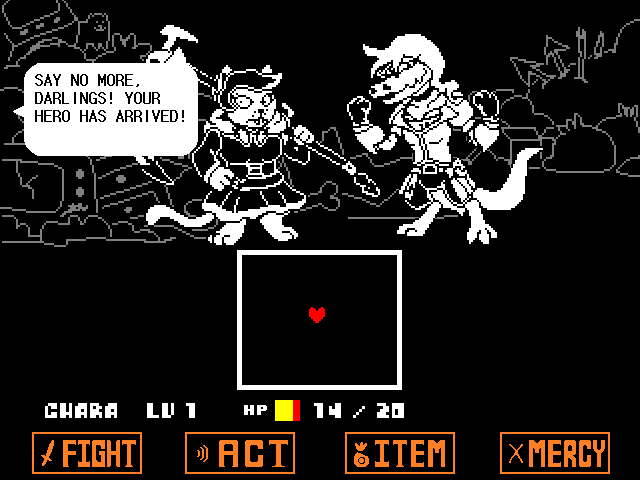 SAY NO MORE,
DARLINGS! YOUR
HERO HAS ARRIVED!
CHARA LV 1 HP 14 / 20
FIGHT ACT ITEM MERCY